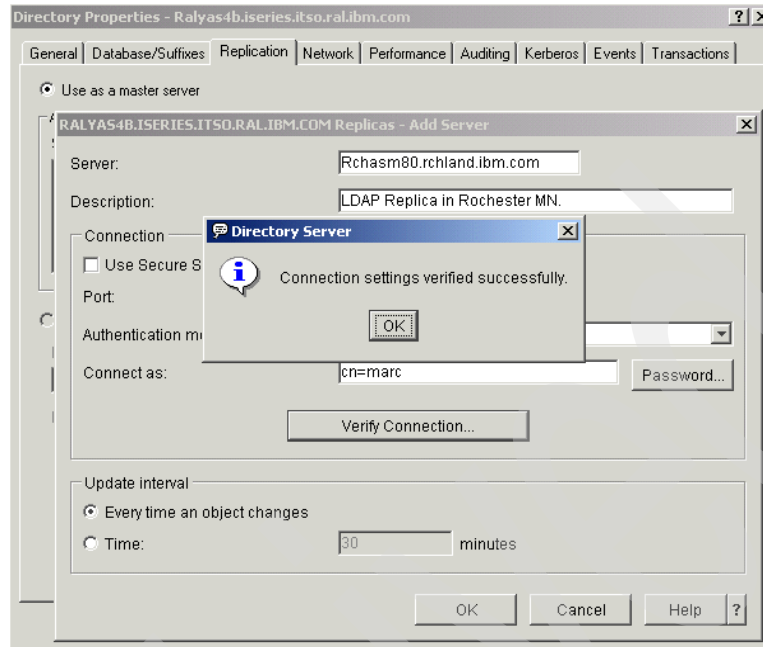 Directory Properties - Ralyas4b.iseries.itso.ral.ibm.com
General Database/Suffixes Replication Network Performance Auditing Kerberos Events Transactions
Use as a master server
RALYAS4B.ISERIES.ITSO.RAL.IBM.COM Replicas - Add Server
Server: Rchasm80.rchland.ibm.com
Description: LDAP Replica in Rochester MN.
Connection
Directory Server
Use Secure S
Connection settings verified successfully.
Port:
OK
Authentication m
Connect as: cn=marc Password...
Verify Connection...
Update interval
Every time an object changes
Time: 30 minutes
OK Cancel Help ?